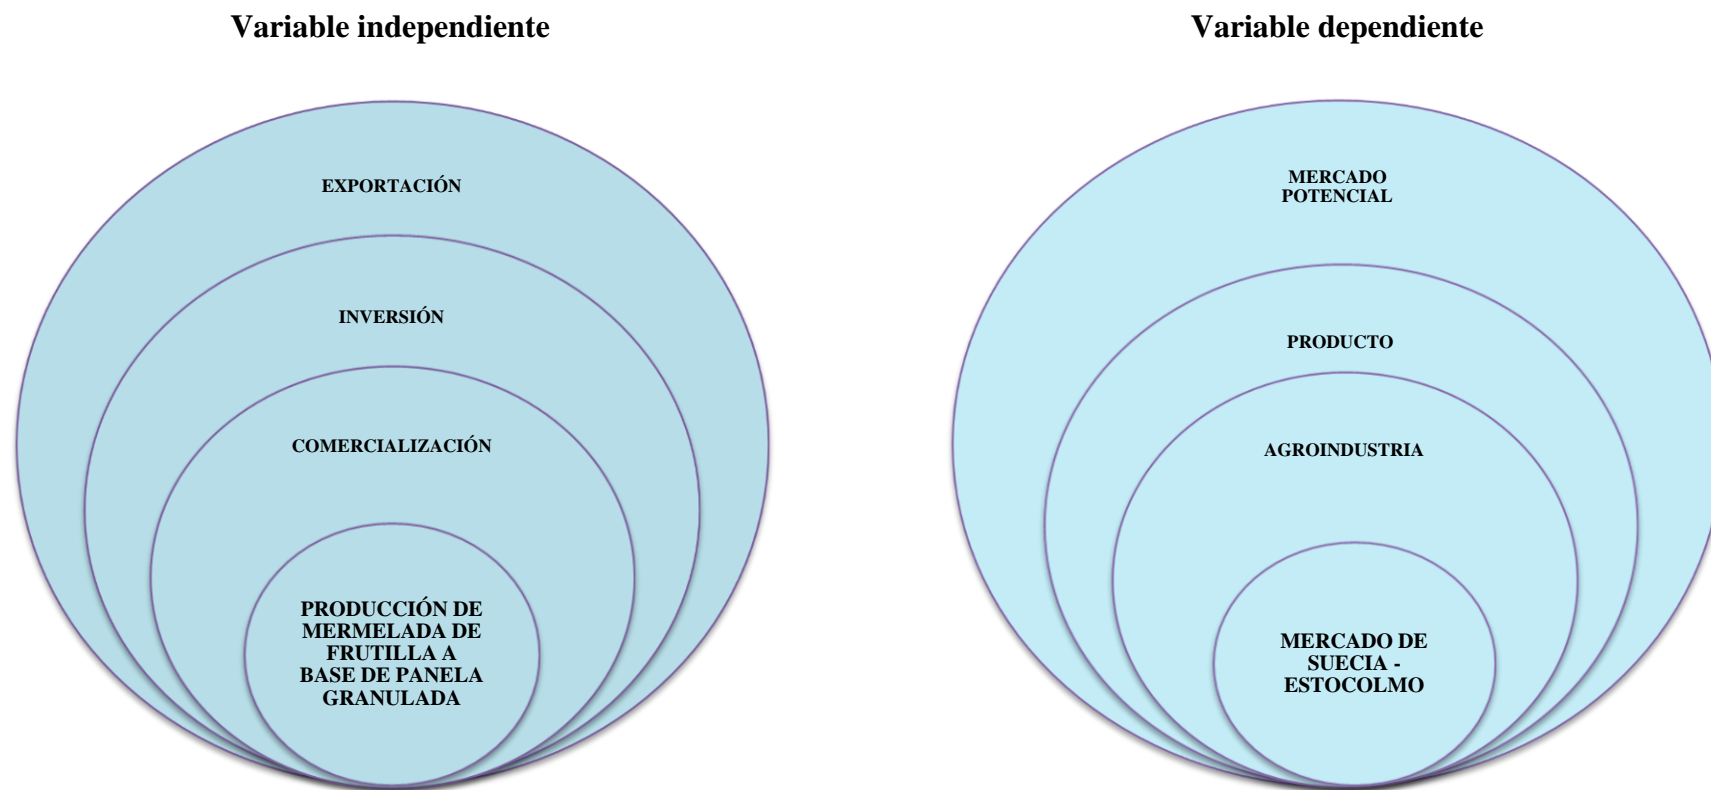 Variable independiente
EXPORTACIÓN
INVERSIÓN
COMERCIALIZACIÓN
PRODUCCIÓN DE
MERMELADA DE
FRUTILLA A
BASE DE PANELA
GRANULADA
Variable dependiente
MERCADO
POTENCIAL
PRODUCTO
AGROINDUSTRIA
MERCADO DE
SUECIA -
ESTOCOLMO